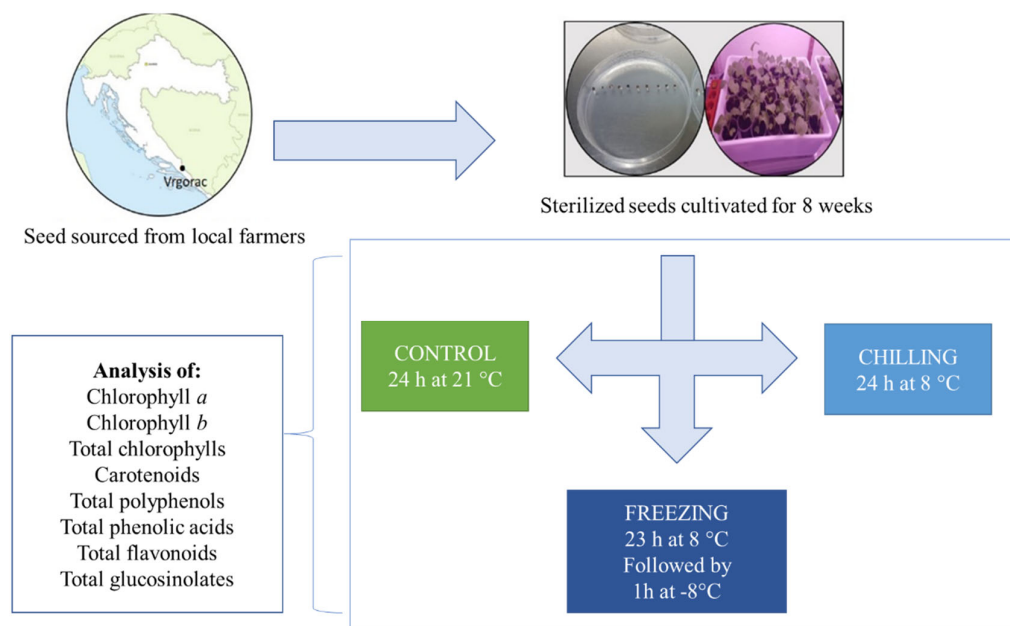 Vrgorac
Seed sourced from local farmers
Sterilized seeds cultivated for 8 weeks
CONTROL
24 h at 21 °C
CHILLING
24 h at 8 °C
FREEZING
23 h at 8 °C
Followed by
1h at -8°C
Analysis of:
Chlorophyll a
Chlorophyll b
Total chlorophylls
Carotenoids
Total polyphenols
Total phenolic acids
Total flavonoids
Total glucosinolates